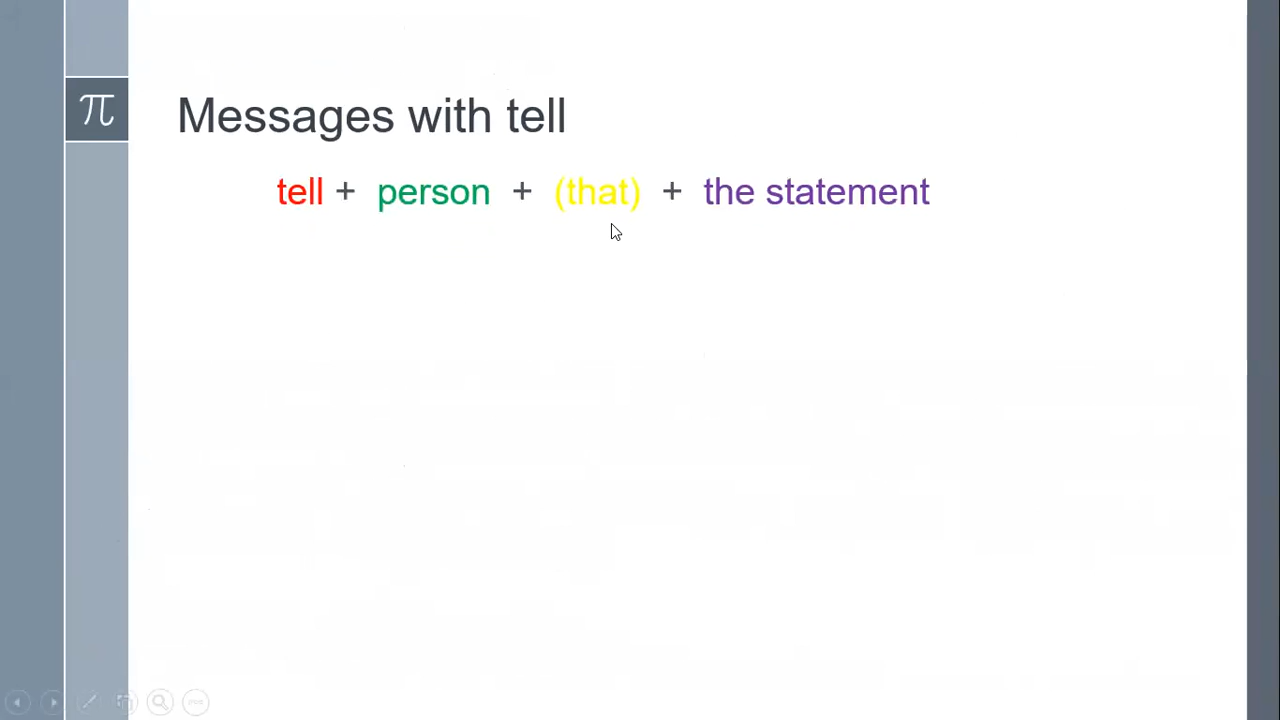 π
Messages with tell
tell + person + (that) + the statement